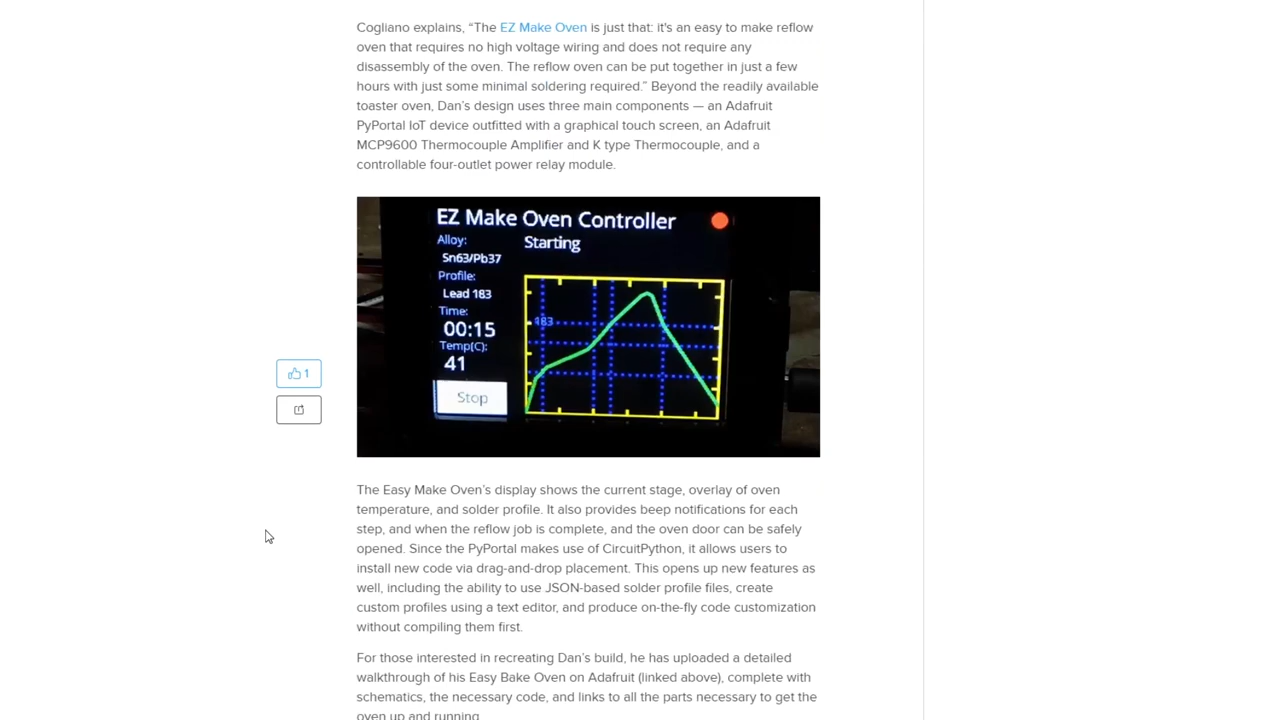 Cogliano explains, “The EZ Make Oven is just that: it's an easy to make reflow
oven that requires no high voltage wiring and does not require any
disassembly of the oven. The reflow oven can be put together in just a few
hours with just some minimal soldering required.” Beyond the readily available
toaster oven, Dan’s design uses three main components — an Adafruit
PyPortal IoT device outfitted with a graphical touch screen, an Adafruit
MCP9600 Thermocouple Amplifier and K type Thermocouple, and a
controllable four-outlet power relay module.
EZ Make Oven Controller
Alloy:
Starting
Sn63/Pb37
Profile:
Lead 183
Time:
183
00:15
Temp(C):
41
Stop
1
The Easy Make Oven’s display shows the current stage, overlay of oven
temperature, and solder profile. It also provides beep notifications for each
step, and when the reflow job is complete, and the oven door can be safely
opened. Since the PyPortal makes use of CircuitPython, it allows users to
install new code via drag-and-drop placement. This opens up new features as
well, including the ability to use JSON-based solder profile files, create
custom profiles using a text editor, and produce on-the-fly code customization
without compiling them first.
For those interested in recreating Dan’s build, he has uploaded a detailed
walkthrough of his Easy Bake Oven on Adafruit (linked above), complete with
schematics, the necessary code, and links to all the parts necessary to get the
oven up and running.